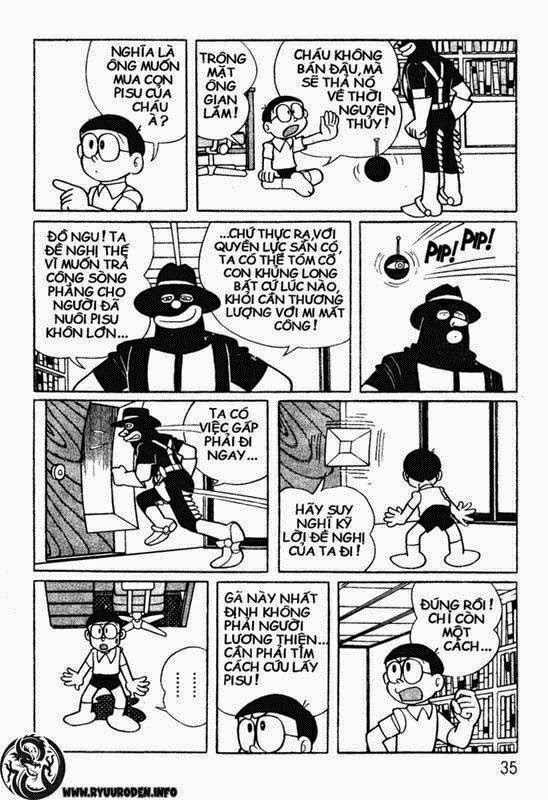 NGHĨA LÀ
ÔNG MUỐN
MUA CON
PISU CỦA
CHÁU
À?
TRÔNG
MẶT
ÔNG
GIAN
LẮM!
CHÁU KHÔNG
BÁN ĐÂU, MÀ
SẼ THẢ NÓ
VỀ THỜI
NGUYÊN
THỦY!
ĐỒ NGU! TA
ĐỀ NGHỊ THẾ
VÌ MUỐN TRẢ
CÔNG SÒNG
PHẲNG CHO
NGƯỜI ĐÃ
NUÔI PISU
KHÔN LỚN...
...CHỨ THỰC RA VỚI
QUYỀN LỰC SẴN CÓ,
TA CÓ THỂ TÓM CỔ
CON KHỦNG LONG
BẤT CỨ LÚC NÀO,
KHỎI CẦN THƯƠNG
LƯỢNG VỚI MI MẤT
CÔNG!
PIP! PIP!
TA CÓ
VIỆC GẤP
PHẢI ĐI
NGAY...
HÃY SUY
NGHĨ KỸ
LỜI ĐỀ NGHỊ
CỦA TA ĐI!
......
GÃ NÀY NHẤT
ĐỊNH KHÔNG
PHẢI NGƯỜI
LƯƠNG THIỆN...
CẦN PHẢI TÌM
CÁCH CỨU LẤY
PISU!
ĐÚNG RỒI!
CHỈ CÒN
MỘT
CÁCH...
35
WWW.RYUURODEN.INFO